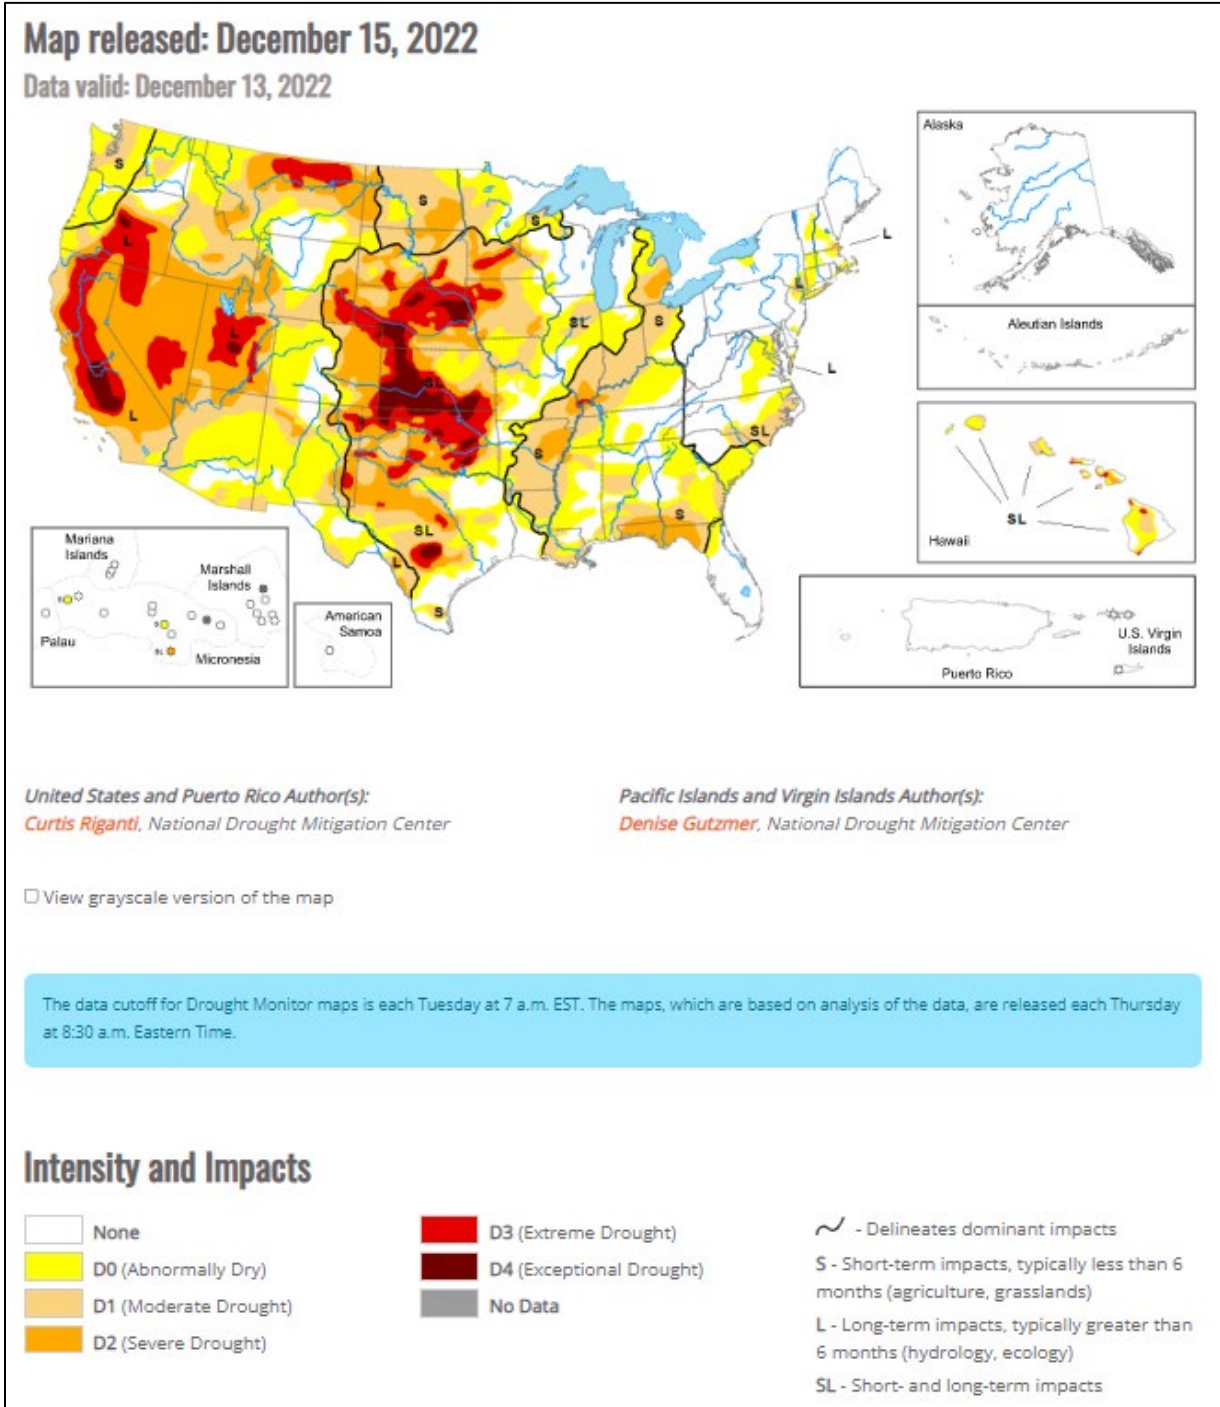 Map released: December 15, 2022
Data valid: December 13, 2022
Alaska
Aleutian Islands
Hawaii
SL
U.S. Virgin
Islands
Puerto Rico
S
L
S
S
L
L
SL
S
L
L
SL
L
SL
S
S
SL
L
S
Mariana
Islands
Marshall
Islands
S
S
SL
Palau
Micronesia
American
Samoa
United States and Puerto Rico Author(s):
Curtis Riganti, National Drought Mitigation Center
Pacific Islands and Virgin Islands Author(s):
Denise Gutzmer, National Drought Mitigation Center
View grayscale version of the map
The data cutoff for Drought Monitor maps is each Tuesday at 7 a.m. EST. The maps, which are based on analysis of the data, are released each Thursday
at 8:30 a.m. Eastern Time.
Intensity and Impacts
None
D0 (Abnormally Dry)
D1 (Moderate Drought)
D2 (Severe Drought)
D3 (Extreme Drought)
D4 (Exceptional Drought)
No Data
- Delineates dominant impacts
S - Short-term impacts, typically less than 6
months (agriculture, grasslands)
L - Long-term impacts, typically greater than
6 months (hydrology, ecology)
SL - Short- and long-term impacts